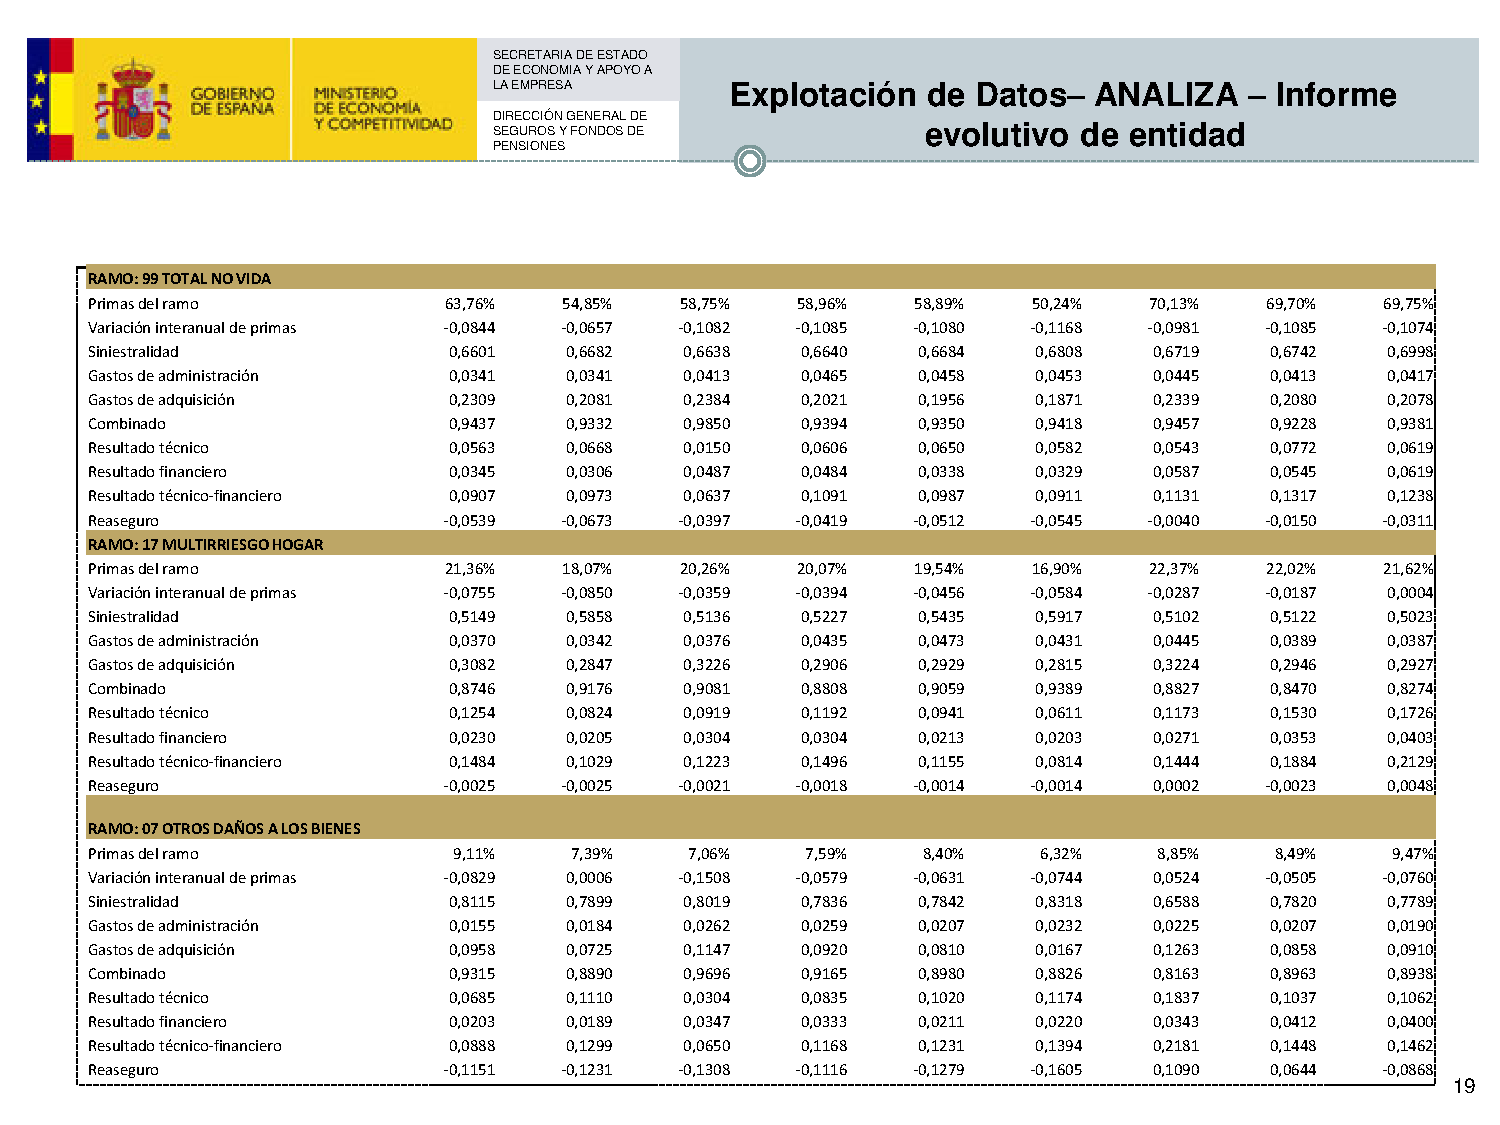 GOBIERNO
DE ESPAÑA
MINISTERIO
DE ECONOMÍA
Y COMPETITIVIDAD
SECRETARIA DE ESTADO
DE ECONOMIA Y APOYO A
LA EMPRESA
DIRECCIÓN GENERAL DE
SEGUROS Y FONDOS DE
PENSIONES
Explotación de Datos– ANALIZA – Informe
evolutivo de entidad
RAMO: 99 TOTAL NO VIDA
Primas del ramo 63,76% 54,85% 58,75% 58,96% 58,89% 50,24% 70,13% 69,70% 69,75%
Variación interanual de primas -0,0844 -0,0657 -0,1082 -0,1085 -0,1080 -0,1168 -0,0981 -0,1085 -0,1074
Siniestralidad 0,6601 0,6682 0,6638 0,6640 0,6684 0,6808 0,6719 0,6742 0,6998
Gastos de administración 0,0341 0,0341 0,0413 0,0465 0,0458 0,0453 0,0445 0,0413 0,0417
Gastos de adquisición 0,2309 0,2081 0,2384 0,2021 0,1956 0,1871 0,2339 0,2080 0,2078
Combinado 0,9437 0,9332 0,9850 0,9394 0,9350 0,9418 0,9457 0,9228 0,9381
Resultado técnico 0,0563 0,0668 0,0150 0,0606 0,0650 0,0582 0,0543 0,0772 0,0619
Resultado financiero 0,0345 0,0306 0,0487 0,0484 0,0338 0,0329 0,0587 0,0545 0,0619
Resultado técnico-financiero 0,0907 0,0973 0,0637 0,1091 0,0987 0,0911 0,1131 0,1317 0,1238
Reaseguro -0,0539 -0,0673 -0,0397 -0,0419 -0,0512 -0,0545 -0,0040 -0,0150 -0,0311
RAMO: 17 MULTIRRIESGO HOGAR
Primas del ramo 21,36% 18,07% 20,26% 20,07% 19,54% 16,90% 22,37% 22,02% 21,62%
Variación interanual de primas -0,0755 -0,0850 -0,0359 -0,0394 -0,0456 -0,0584 -0,0287 -0,0187 0,0004
Siniestralidad 0,5149 0,5858 0,5136 0,5227 0,5435 0,5917 0,5102 0,5122 0,5023
Gastos de administración 0,0370 0,0342 0,0376 0,0435 0,0473 0,0431 0,0445 0,0389 0,0387
Gastos de adquisición 0,3082 0,2847 0,3226 0,2906 0,2929 0,2815 0,3224 0,2946 0,2927
Combinado 0,8746 0,9176 0,9081 0,8808 0,9059 0,9389 0,8827 0,8470 0,8274
Resultado técnico 0,1254 0,0824 0,0919 0,1192 0,0941 0,0611 0,1173 0,1530 0,1726
Resultado financiero 0,0230 0,0205 0,0304 0,0304 0,0213 0,0203 0,0271 0,0353 0,0403
Resultado técnico-financiero 0,1484 0,1029 0,1223 0,1496 0,1155 0,0814 0,1444 0,1884 0,2129
Reaseguro -0,0025 -0,0025 -0,0021 -0,0018 -0,0014 -0,0014 0,0002 -0,0023 0,0048
RAMO: 07 OTROS DAÑOS A LOS BIENES
Primas del ramo 9,11% 7,39% 7,06% 7,59% 8,40% 6,32% 8,85% 8,49% 9,47%
Variación interanual de primas -0,0829 0,0006 -0,1508 -0,0579 -0,0631 -0,0744 0,0524 -0,0505 -0,0760
Siniestralidad 0,8115 0,7899 0,8019 0,7836 0,7842 0,8318 0,6588 0,7820 0,7789
Gastos de administración 0,0155 0,0184 0,0262 0,0259 0,0207 0,0232 0,0225 0,0207 0,0190
Gastos de adquisición 0,0958 0,0725 0,1147 0,0920 0,0810 0,0167 0,1263 0,0858 0,0910
Combinado 0,9315 0,8890 0,9696 0,9165 0,8980 0,8826 0,8163 0,8963 0,8938
Resultado técnico 0,0685 0,1110 0,0304 0,0835 0,1020 0,1174 0,1837 0,1037 0,1062
Resultado financiero 0,0203 0,0189 0,0347 0,0333 0,0211 0,0220 0,0343 0,0412 0,0400
Resultado técnico-financiero 0,0888 0,1299 0,0650 0,1168 0,1231 0,1394 0,2181 0,1448 0,1462
Reaseguro -0,1151 -0,1231 -0,1308 -0,1116 -0,1279 -0,1605 0,1090 0,0644 -0,0868
19